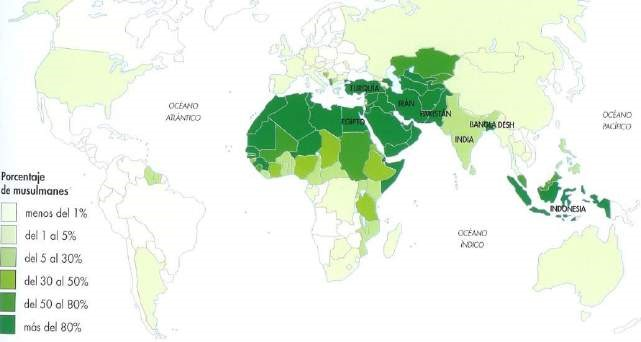 TURQUÍA
OCÉANO
ATLÁNTICO
IRÁN
EGIPTO
PAKISTÁN
BANGLA DESH
INDIA
OCÉANO
PACÍFICO
INDONESIA
OCÉANO
ÍNDICO
Porcentaje
de musulmanes
menos del 1%
del 1 al 5%
del 5 al 30%
del 30 al 50%
del 50 al 80%
más del 80%